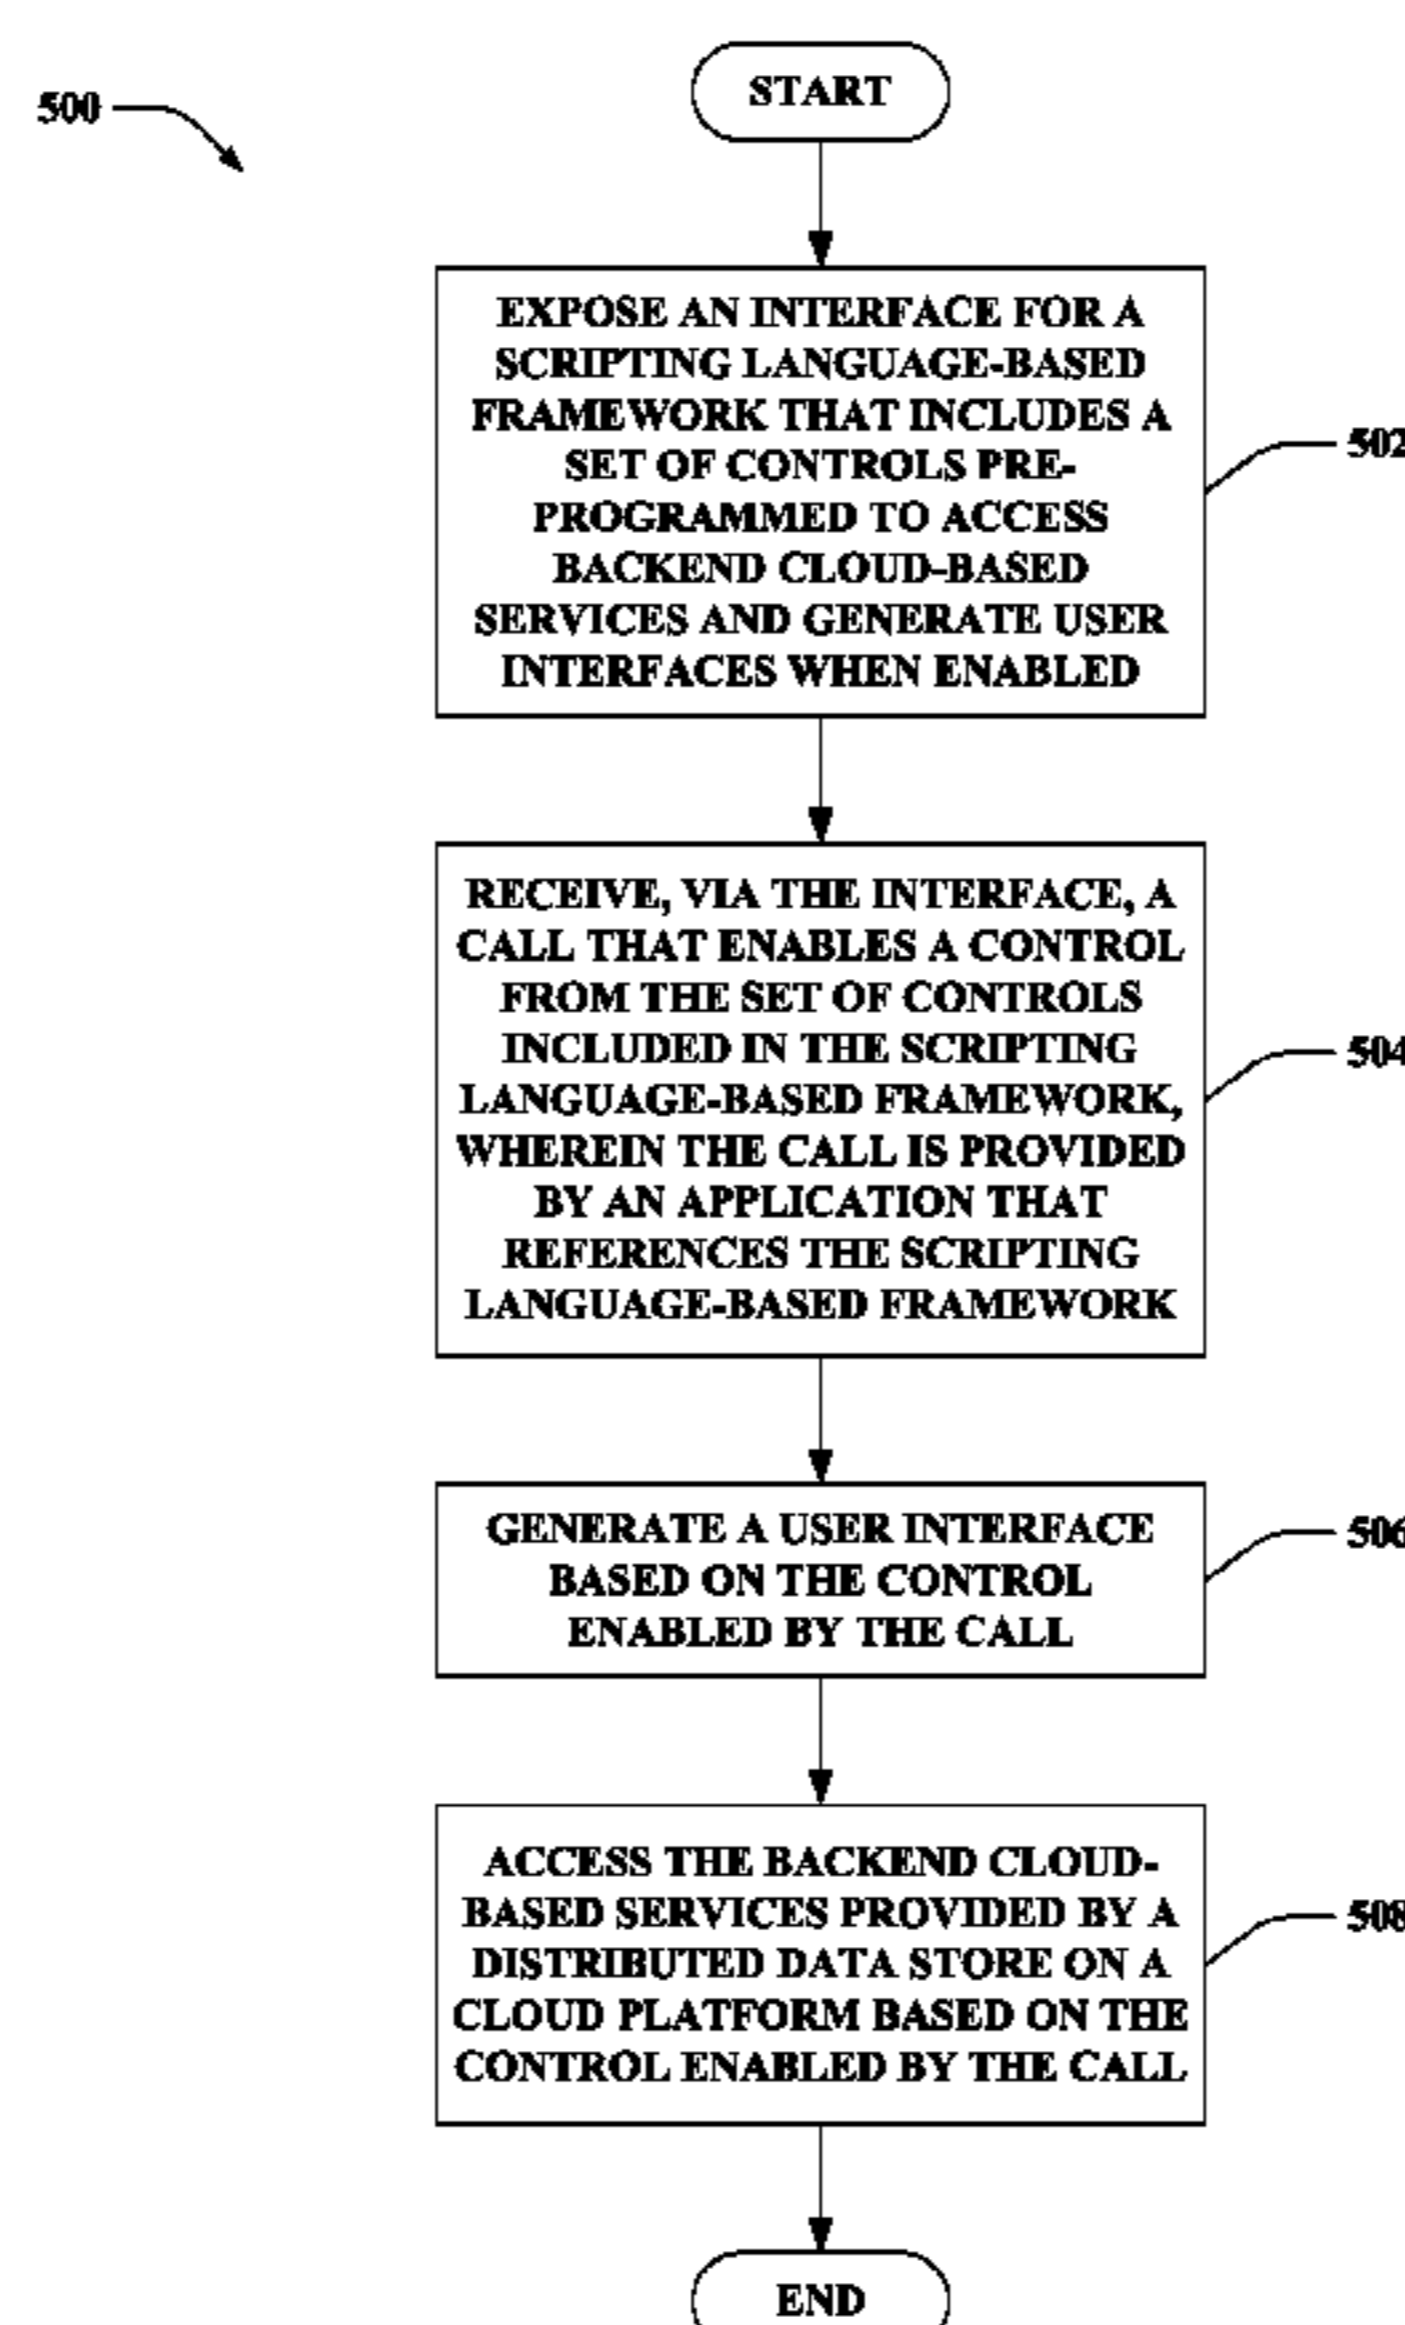 START
500
EXPOSE AN INTERFACE FOR A
SCRIPTING LANGUAGE-BASED
FRAMEWORK THAT INCLUDES A
SET OF CONTROLS PRE-
PROGRAMMED TO ACCESS
BACKEND CLOUD-BASED
SERVICES AND GENERATE USER
INTERFACES WHEN ENABLED
502
RECEIVE, VIA THE INTERFACE, A
CALL THAT ENABLES A CONTROL
FROM THE SET OF CONTROLS
INCLUDED IN THE SCRIPTING
LANGUAGE-BASED FRAMEWORK,
WHEREIN THE CALL IS PROVIDED
BY AN APPLICATION THAT
REFERENCES THE SCRIPTING
LANGUAGE-BASED FRAMEWORK
504
GENERATE A USER INTERFACE
BASED ON THE CONTROL
ENABLED BY THE CALL
506
ACCESS THE BACKEND CLOUD-
BASED SERVICES PROVIDED BY A
DISTRIBUTED DATA STORE ON A
CLOUD PLATFORM BASED ON THE
CONTROL ENABLED BY THE CALL
508
END